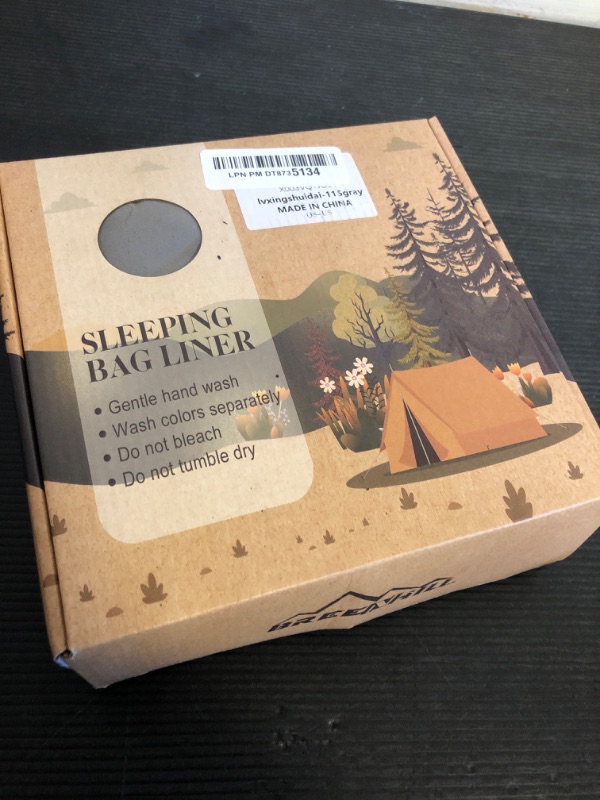 LPN PM DT8735134
lvxingshuidai-115gray
MADE IN CHINA
SLEEPING
BAG LINER
• Gentle hand wash
• Wash colors separately
• Do not bleach
• Do not tumble dry